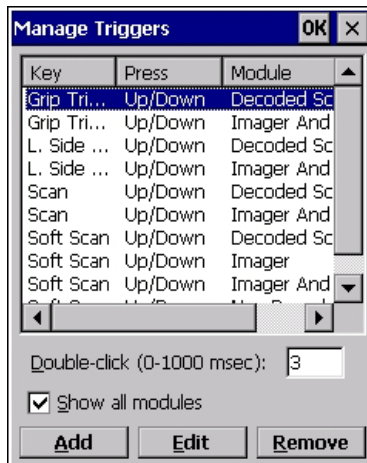 Manage Triggers OK ×
Key Press Module
Grip Tri... Up/Down Decoded Sc
Grip Tri... Up/Down Imager And
L. Side ... Up/Down Decoded Sc
L. Side ... Up/Down Imager And
Scan Up/Down Decoded Sc
Scan Up/Down Imager And
Soft Scan Up/Down Decoded Sc
Soft Scan Up/Down Imager
Soft Scan Up/Down Imager And
Double-click (0-1000 msec): 3
Show all modules
Add Edit Remove